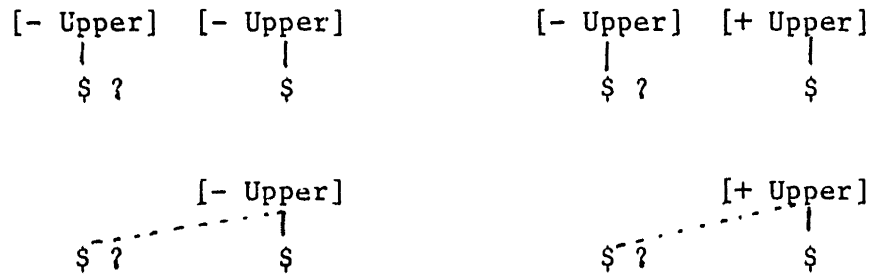 [- Upper] [- Upper] [- Upper] [+ Upper]
$ ? $ $ ? $
[- Upper] [+ Upper]
$ ? $ $ ? $